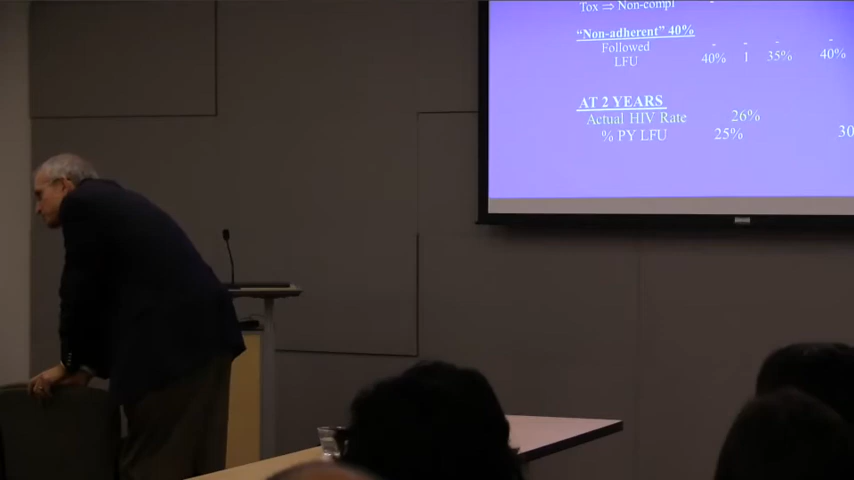 Tox ⇒ Non-compl -
"Non-adherent" 40%
Followed - - - -
LFU 40% 1 35% 40%
AT 2 YEARS
Actual HIV Rate 26%
% PY LFU 25% 30